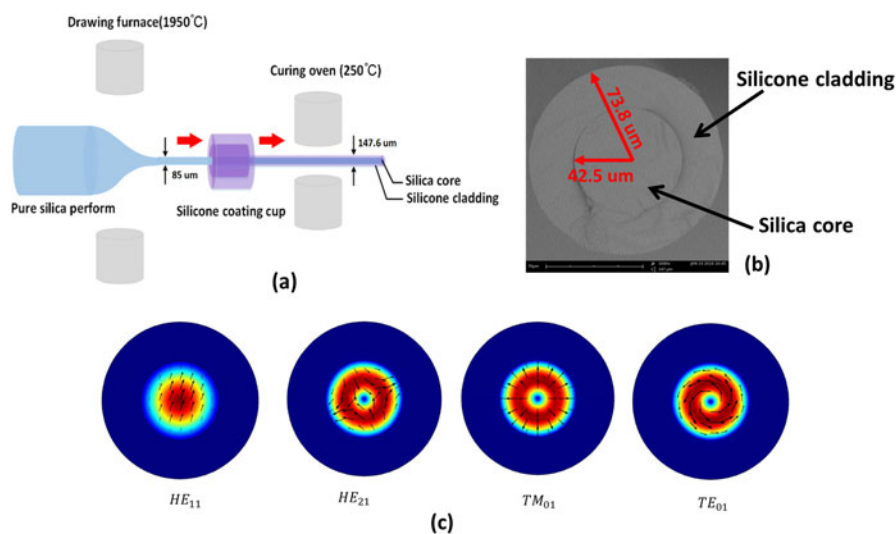 Drawing furnace(1950℃)
Curing oven (250℃)
147.6 um
85 um
Silica core
Silicone cladding
Pure silica perform
Silicone coating cup
(a)
Silicone cladding
73.8 um
42.5 um
Silica core
(b)
HE₁₁
HE₂₁
TM₀₁
TE₀₁
(c)